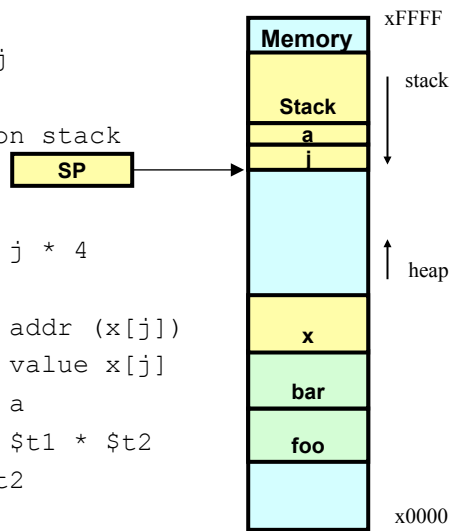 xFFFF
Memory
j
stack
Stack
on stack
a
SP
j
j * 4
heap
addr (x[j])
x
value x[j]
bar
a
$t1 * $t2
foo
t2
x0000